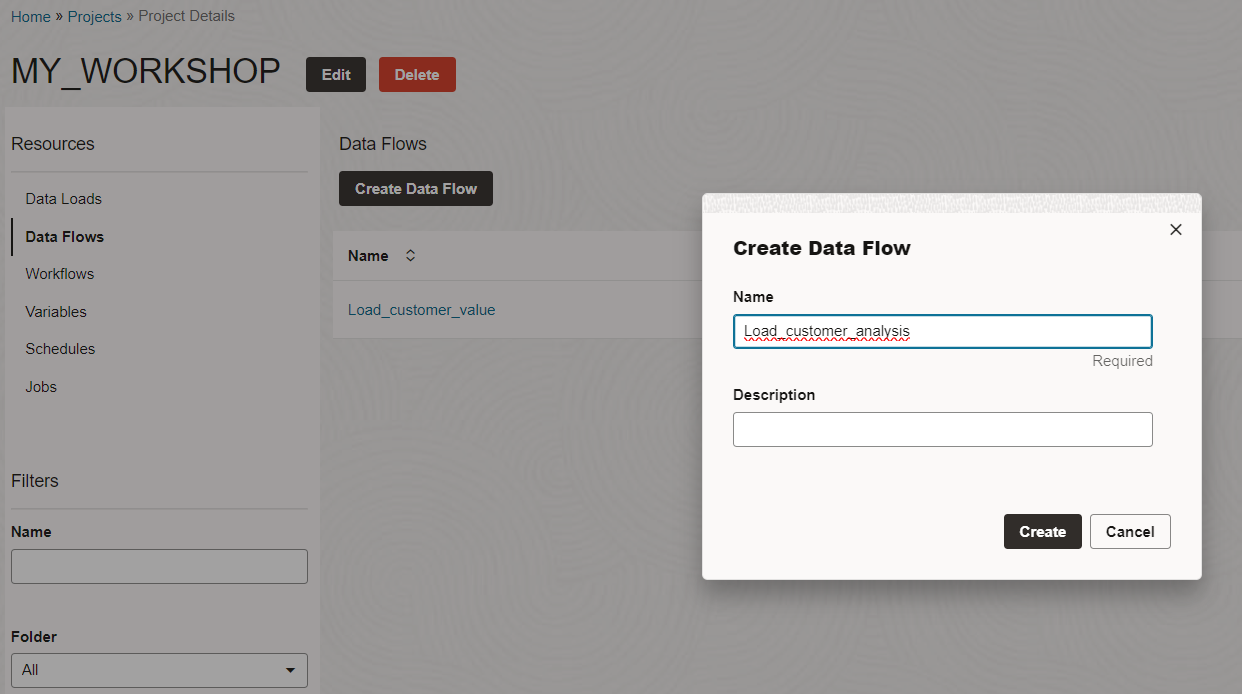 Home » Projects » Project Details
MY_WORKSHOP
Edit
Delete
Resources
Data Loads
Data Flows
Workflows
Variables
Schedules
Jobs
Filters
Name
Folder
All
Data Flows
Create Data Flow
Name
Load_customer_value
Create Data Flow
Name
Load_customer_analysis
Required
Description
Create
Cancel